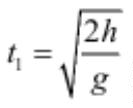 t₁ = √(2h/g)